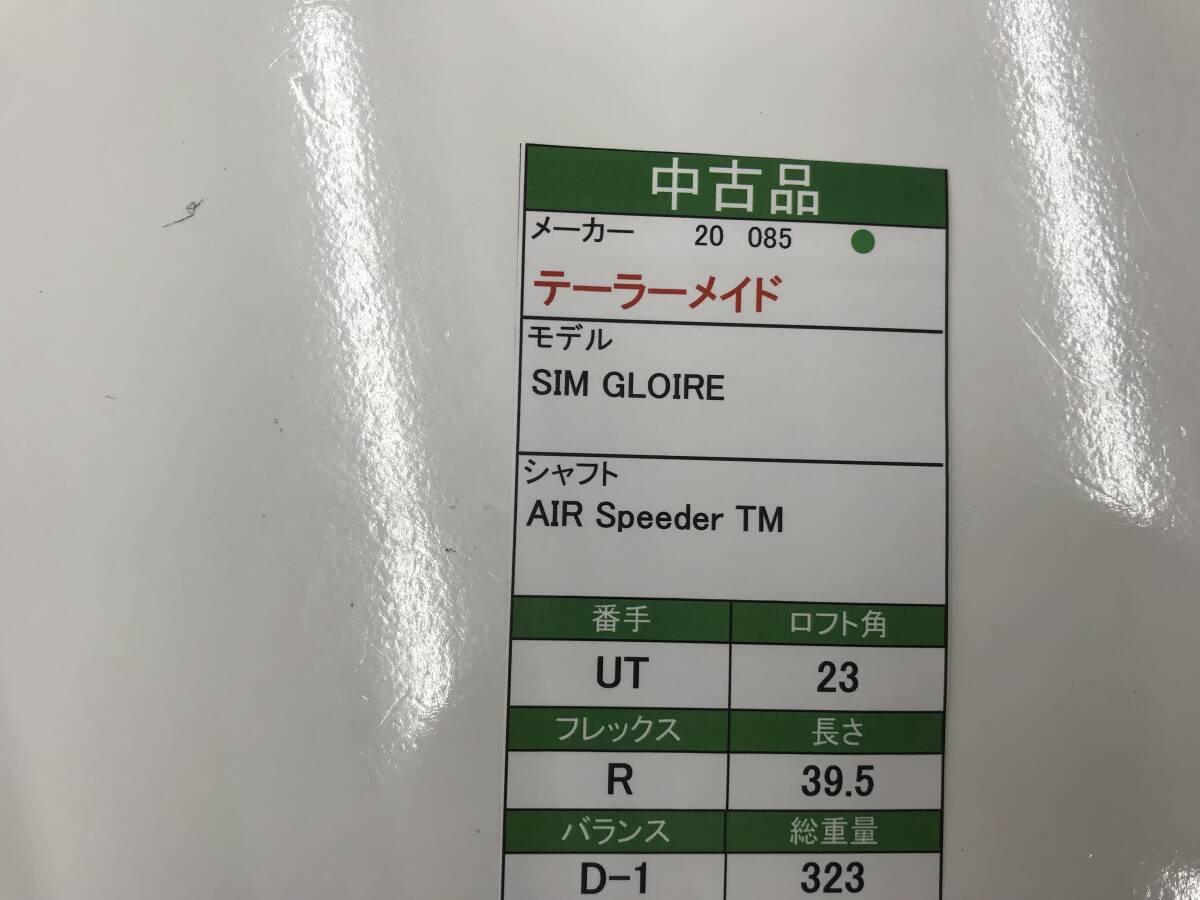 中古品
メーカー 20 085
テーラーメイド
モデル
SIM GLOIRE
シャフト
AIR Speeder TM
番手 ロフト角
UT 23
フレックス 長さ
R 39.5
バランス 総重量
D-1 323